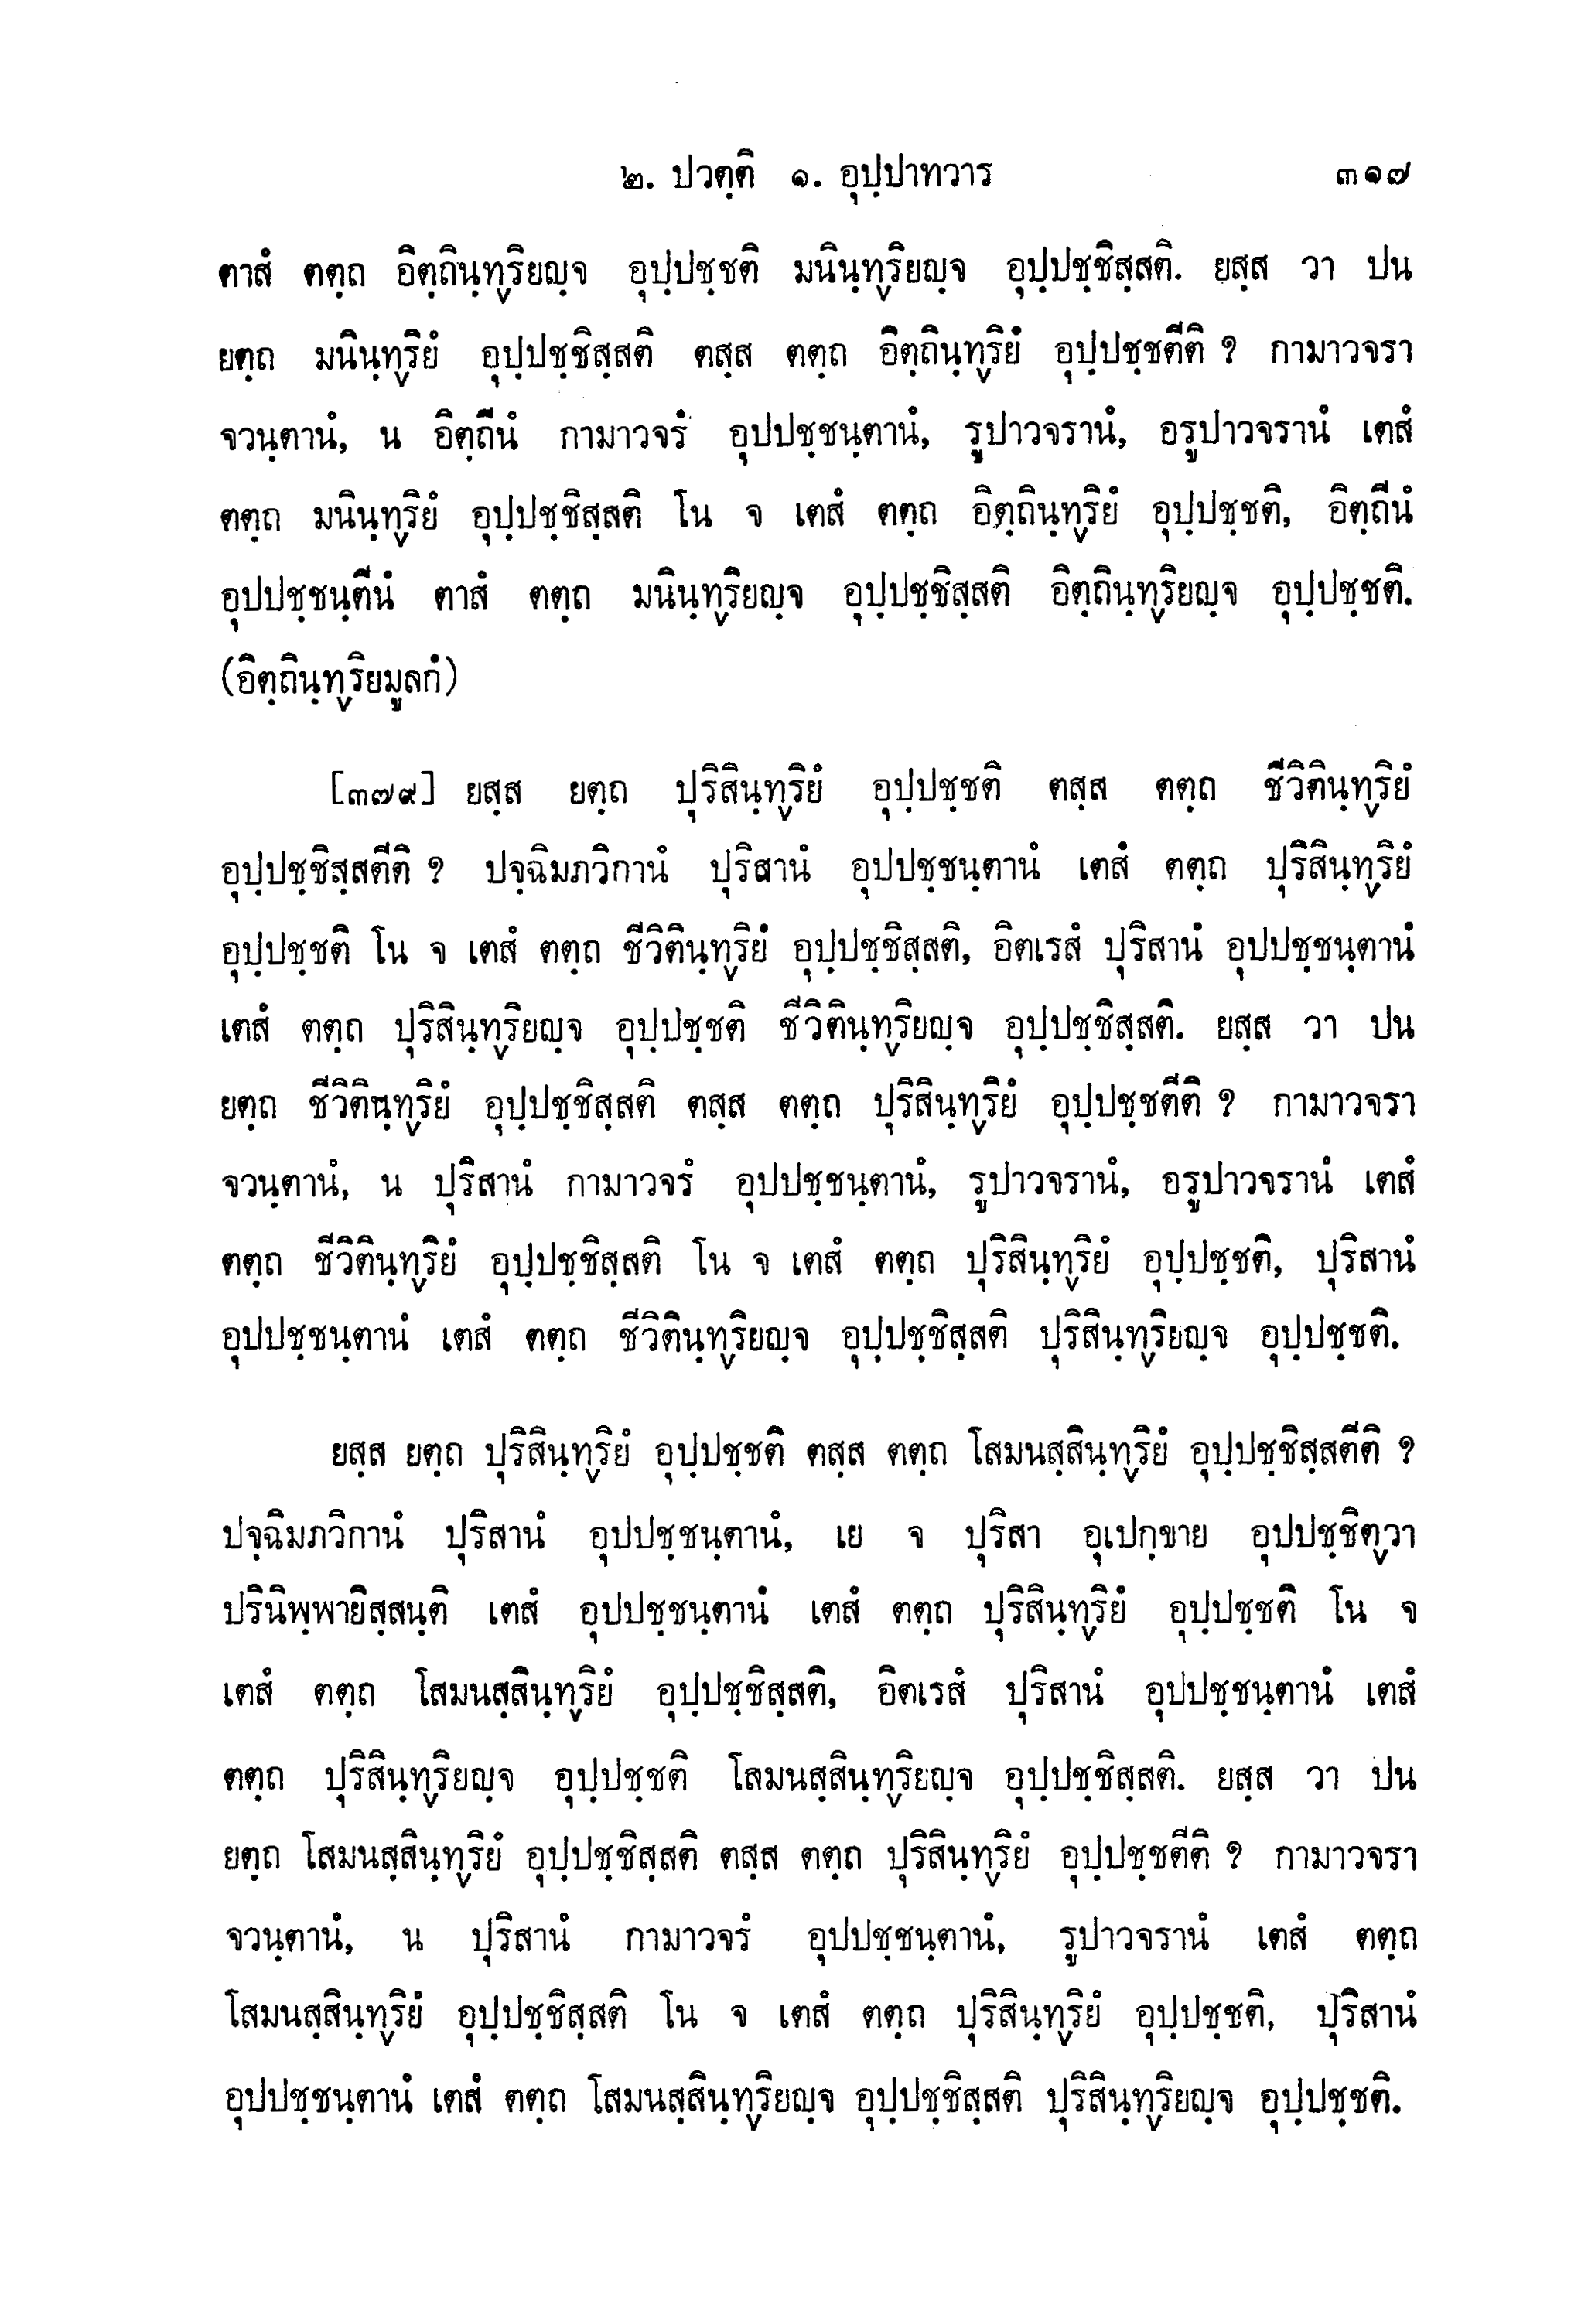 ๒. ปวตฺติ ๑. อุปฺปาทวาร ๓๑๗
ตาสํ ตตฺถ อิตฺถินฺทฺริยญฺจ อุปฺปชฺชติ มนินฺทฺริยญฺจ อุปฺปชฺชิสฺสติ. ยสฺส วา ปน
ยตฺถ มนินฺทฺริยํ อุปฺปชฺชิสฺสติ ตสฺส ตตฺถ อิตฺถินฺทฺริยํ อุปฺปชฺชตีติ ? กามาวจรา
จวนฺตานํ, น อิตฺถีนํ กามาวจรํ อุปปชฺชนฺตานํ, รูปาวจรานํ, อรูปาวจรานํ เตสํ
ตตฺถ มนินฺทฺริยํ อุปฺปชฺชิสฺสติ โน จ เตสํ ตตฺถ อิตฺถินฺทฺริยํ อุปฺปชฺชติ, อิตฺถีนํ
อุปปชฺชนฺตีนํ ตาสํ ตตฺถ มนินฺทฺริยญฺจ อุปฺปชฺชิสฺสติ อิตฺถินฺทฺริยญฺจ อุปฺปชฺชติ.
(อิตฺถินฺทฺริยมูลกํ)
[๓๗๙] ยสฺส ยตฺถ ปุริสินฺทฺริยํ อุปฺปชฺชติ ตสฺส ตตฺถ ชีวิตินฺทฺริยํ
อุปฺปชฺชิสฺสตีติ ? ปจฺฉิมภวิกานํ ปุริสานํ อุปปชฺชนฺตานํ เตสํ ตตฺถ ปุริสินฺทฺริยํ
อุปฺปชฺชติ โน จ เตสํ ตตฺถ ชีวิตินฺทฺริยํ อุปฺปชฺชิสฺสติ, อิตเรสํ ปุริสานํ อุปปชฺชนฺตานํ
เตสํ ตตฺถ ปุริสินฺทฺริยญฺจ อุปฺปชฺชติ ชีวิตินฺทฺริยญฺจ อุปฺปชฺชิสฺสติ. ยสฺส วา ปน
ยตฺถ ชีวิตินฺทฺริยํ อุปฺปชฺชิสฺสติ ตสฺส ตตฺถ ปุริสินฺทฺริยํ อุปฺปชฺชตีติ ? กามาวจรา
จวนฺตานํ, น ปุริสานํ กามาวจรํ อุปปชฺชนฺตานํ, รูปาวจรานํ, อรูปาวจรานํ เตสํ
ตตฺถ ชีวิตินฺทฺริยํ อุปฺปชฺชิสฺสติ โน จ เตสํ ตตฺถ ปุริสินฺทฺริยํ อุปฺปชฺชติ, ปุริสานํ
อุปปชฺชนฺตานํ เตสํ ตตฺถ ชีวิตินฺทฺริยญฺจ อุปฺปชฺชิสฺสติ ปุริสินฺทฺริยญฺจ อุปฺปชฺชติ.
ยสฺส ยตฺถ ปุริสินฺทฺริยํ อุปฺปชฺชติ ตสฺส ตตฺถ โสมนสฺสินฺทฺริยํ อุปฺปชฺชิสฺสตีติ ?
ปจฺฉิมภวิกานํ ปุริสานํ อุปปชฺชนฺตานํ, เย จ ปุริสา อุเปกฺขาย อุปปชฺชิตฺวา
ปรินิพฺพายิสฺสนฺติ เตสํ อุปปชฺชนฺตานํ เตสํ ตตฺถ ปุริสินฺทฺริยํ อุปฺปชฺชติ โน จ
เตสํ ตตฺถ โสมนสฺสินฺทฺริยํ อุปฺปชฺชิสฺสติ, อิตเรสํ ปุริสานํ อุปปชฺชนฺตานํ เตสํ
ตตฺถ ปุริสินฺทฺริยญฺจ อุปฺปชฺชติ โสมนสฺสินฺทฺริยญฺจ อุปฺปชฺชิสฺสติ. ยสฺส วา ปน
ยตฺถ โสมนสฺสินฺทฺริยํ อุปฺปชฺชิสฺสติ ตสฺส ตตฺถ ปุริสินฺทฺริยํ อุปฺปชฺชตีติ ? กามาวจรา
จวนฺตานํ, น ปุริสานํ กามาวจรํ อุปปชฺชนฺตานํ, รูปาวจรานํ เตสํ ตตฺถ
โสมนสฺสินฺทฺริยํ อุปฺปชฺชิสฺสติ โน จ เตสํ ตตฺถ ปุริสินฺทฺริยํ อุปฺปชฺชติ, ปุริสานํ
อุปปชฺชนฺตานํ เตสํ ตตฺถ โสมนสฺสินฺทฺริยญฺจ อุปฺปชฺชิสฺสติ ปุริสินฺทฺริยญฺจ อุปฺปชฺชติ.